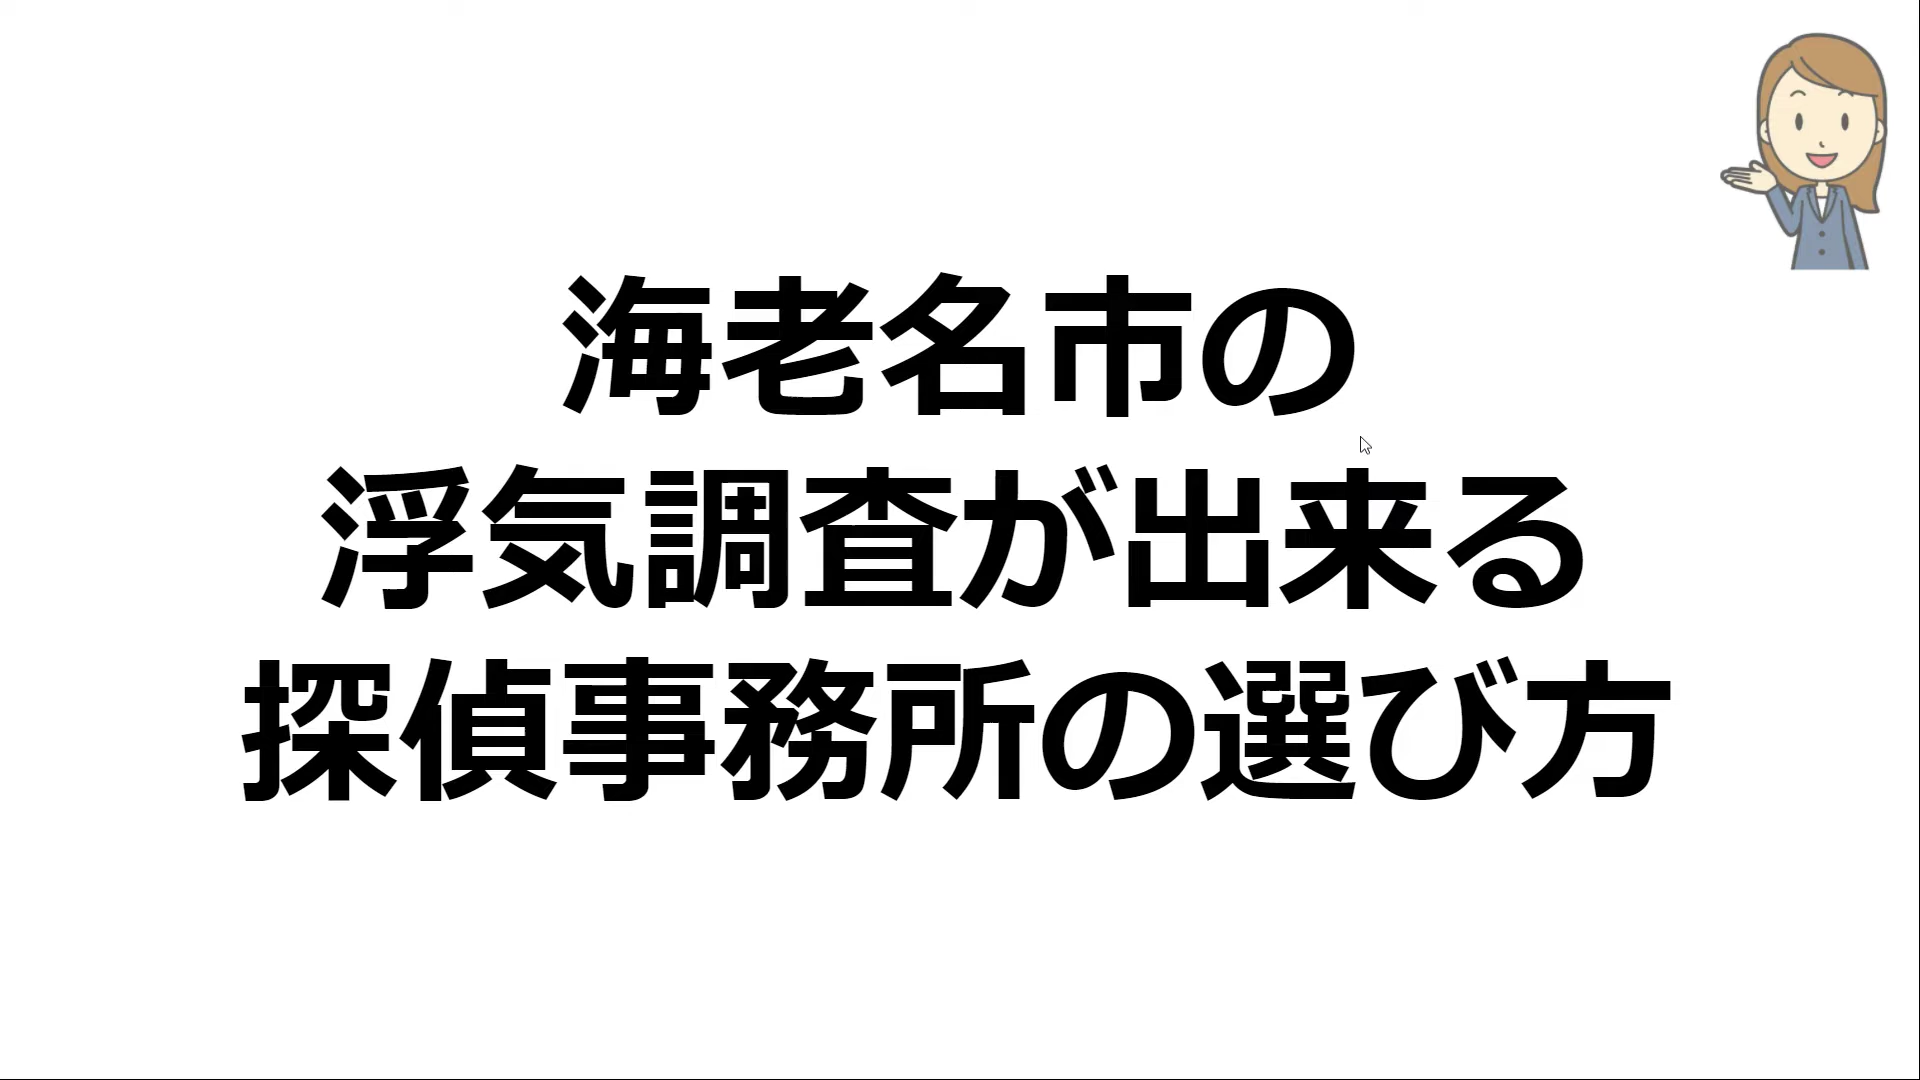 海老名市の
浮気調査が出来る
探偵事務所の選び方